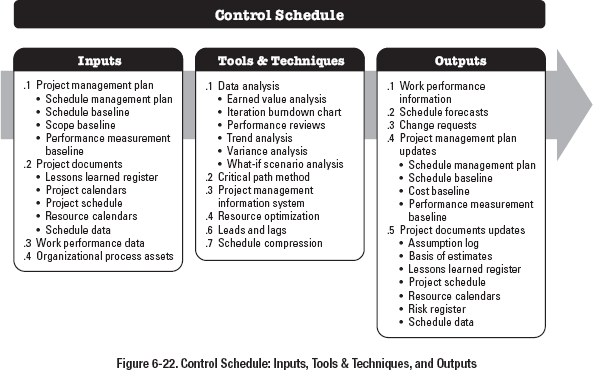 Control Schedule
Inputs
.1 Project management plan
• Schedule management plan
• Schedule baseline
• Scope baseline
• Performance measurement
baseline
.2 Project documents
• Lessons learned register
• Project calendars
• Project schedule
• Resource calendars
• Schedule data
.3 Work performance data
.4 Organizational process assets
Tools & Techniques
.1 Data analysis
• Earned value analysis
• Iteration burndown chart
• Performance reviews
• Trend analysis
• Variance analysis
• What-if scenario analysis
.2 Critical path method
.3 Project management
information system
.4 Resource optimization
.6 Leads and lags
.7 Schedule compression
Outputs
.1 Work performance
information
.2 Schedule forecasts
.3 Change requests
.4 Project management plan
updates
• Schedule management plan
• Schedule baseline
• Cost baseline
• Performance measurement
baseline
.5 Project documents updates
• Assumption log
• Basis of estimates
• Lessons learned register
• Project schedule
• Resource calendars
• Risk register
• Schedule data
Figure 6-22. Control Schedule: Inputs, Tools & Techniques, and Outputs